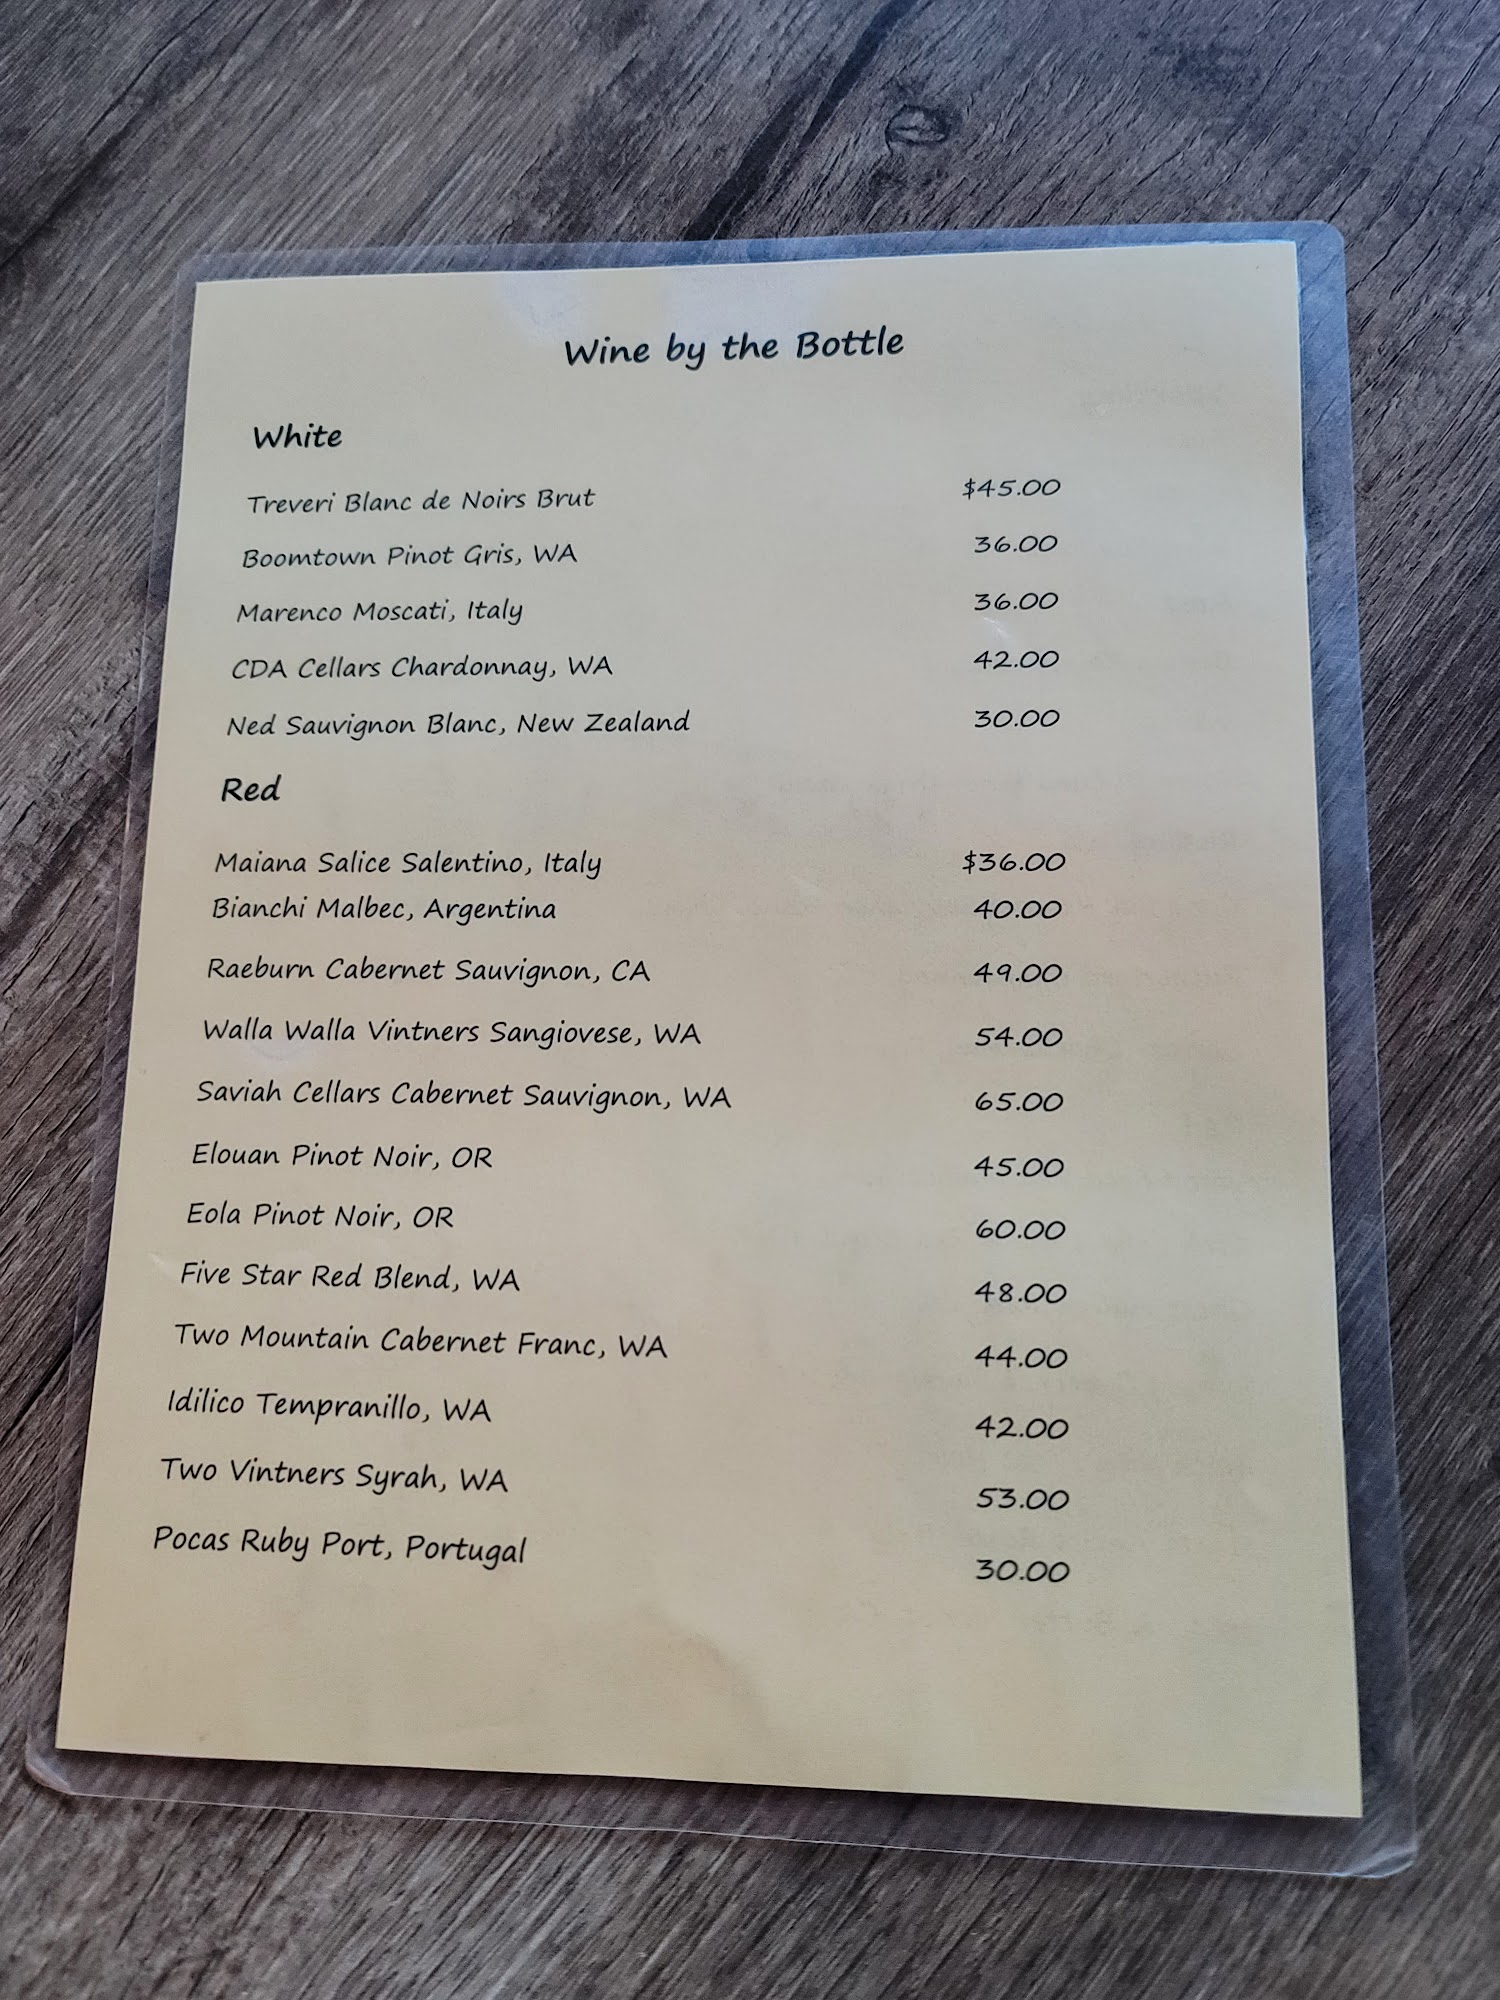 Wine by the Bottle
White
Treveri Blanc de Noirs Brut $45.00
Boomtown Pinot Gris, WA 36.00
Marenco Moscati, Italy 36.00
CDA Cellars Chardonnay, WA 42.00
Ned Sauvignon Blanc, New Zealand 30.00
Red
Maiana Salice Salentino, Italy $36.00
Bianchi Malbec, Argentina 40.00
Raeburn Cabernet Sauvignon, CA 49.00
Walla Walla Vintners Sangiovese, WA 54.00
Saviah Cellars Cabernet Sauvignon, WA 65.00
Elouan Pinot Noir, OR 45.00
Eola Pinot Noir, OR 60.00
Five Star Red Blend, WA 48.00
Two Mountain Cabernet Franc, WA 44.00
Idilico Tempranillo, WA 42.00
Two Vintners Syrah, WA 53.00
Pocas Ruby Port, Portugal 30.00